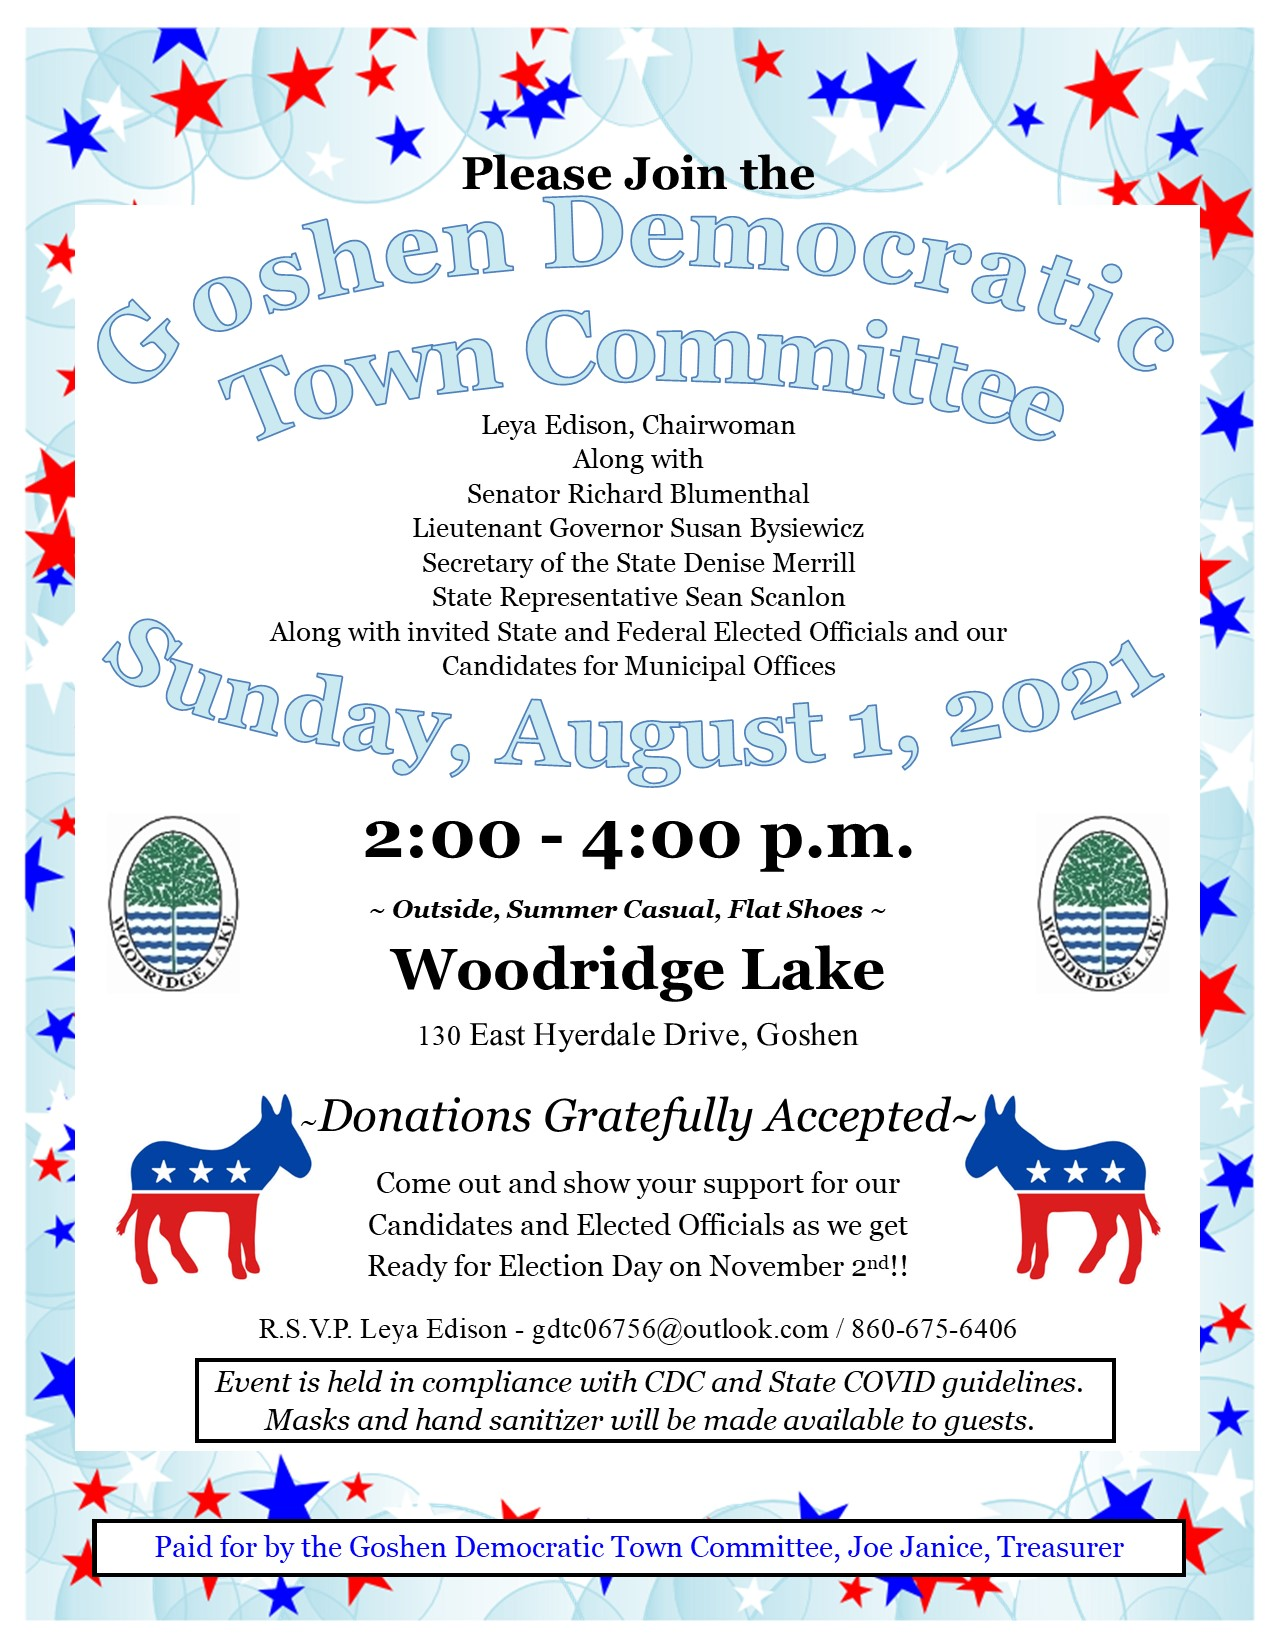 Please Join the
Goshen Democratic
Town Committee
Leya Edison, Chairwoman
Along with
Senator Richard Blumenthal
Lieutenant Governor Susan Bysiewicz
Secretary of the State Denise Merrill
State Representative Sean Scanlon
Along with invited State and Federal Elected Officials and our
Candidates for Municipal Offices
Sunday, August 1, 2021
2:00 - 4:00 p.m.
~ Outside, Summer Casual, Flat Shoes ~
WOODRIDGE LAKE
WOODRIDGE LAKE
Woodridge Lake
130 East Hyerdale Drive, Goshen
~Donations Gratefully Accepted~
Come out and show your support for our
Candidates and Elected Officials as we get
Ready for Election Day on November 2nd!!
R.S.V.P. Leya Edison - gdtc06756@outlook.com / 860-675-6406
Event is held in compliance with CDC and State COVID guidelines.
Masks and hand sanitizer will be made available to guests.
Paid for by the Goshen Democratic Town Committee, Joe Janice, Treasurer